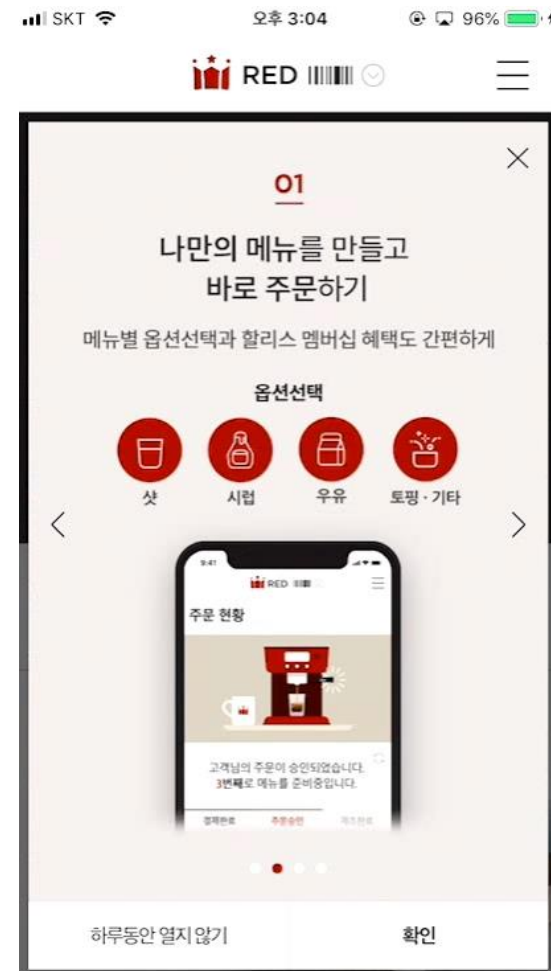 SKT 오후 3:04 96%
RED
01
나만의 메뉴를 만들고
바로 주문하기
메뉴별 옵션선택과 할리스 멤버십 혜택도 간편하게
옵션선택
샷 시럽 우유 토핑 · 기타
9:41
RED
주문 현황
고객님의 주문이 승인되었습니다.
3번째로 메뉴를 준비중입니다.
결제완료 주문승인 제조완료
하루동안 열지 않기 확인